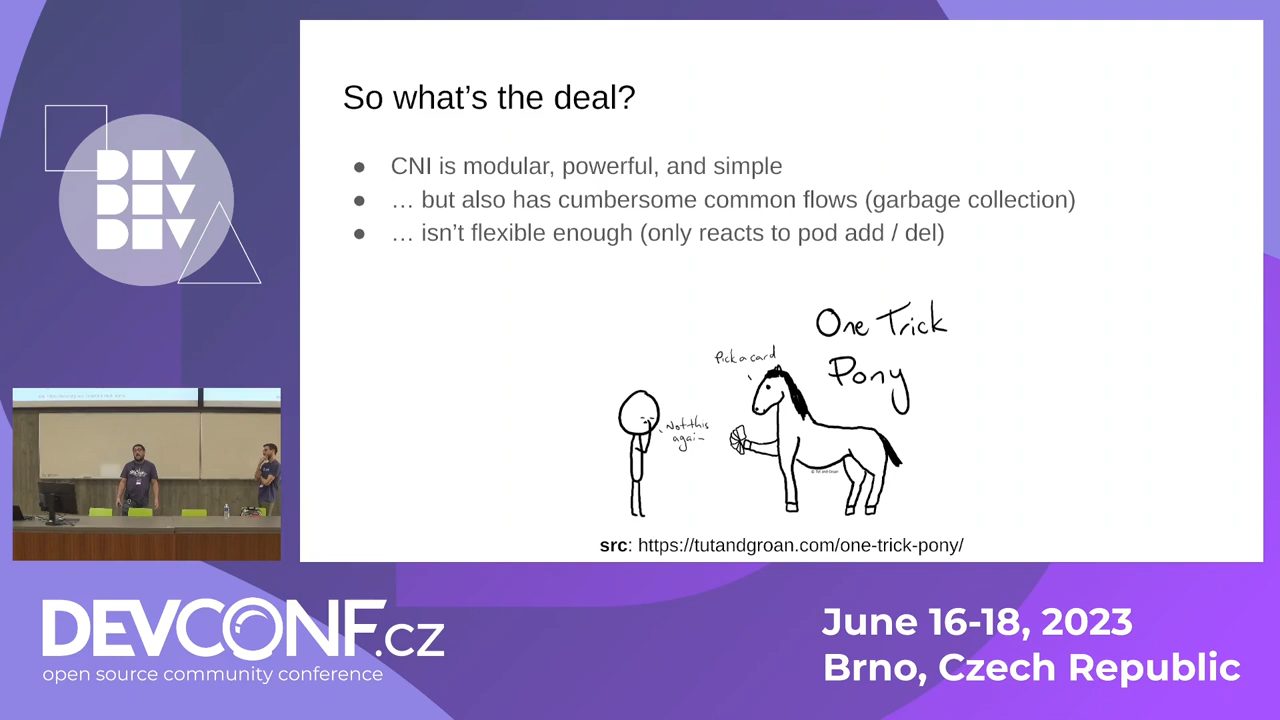 So what's the deal?
● CNI is modular, powerful, and simple
● … but also has cumbersome common flows (garbage collection)
● … isn't flexible enough (only reacts to pod add / del)
One Trick
Pony
Pick a card
Not this
again
src: https://tutandgroan.com/one-trick-pony/
DEV
DEV
DEV
DEVCONF.cz
open source community conference
June 16-18, 2023
Brno, Czech Republic